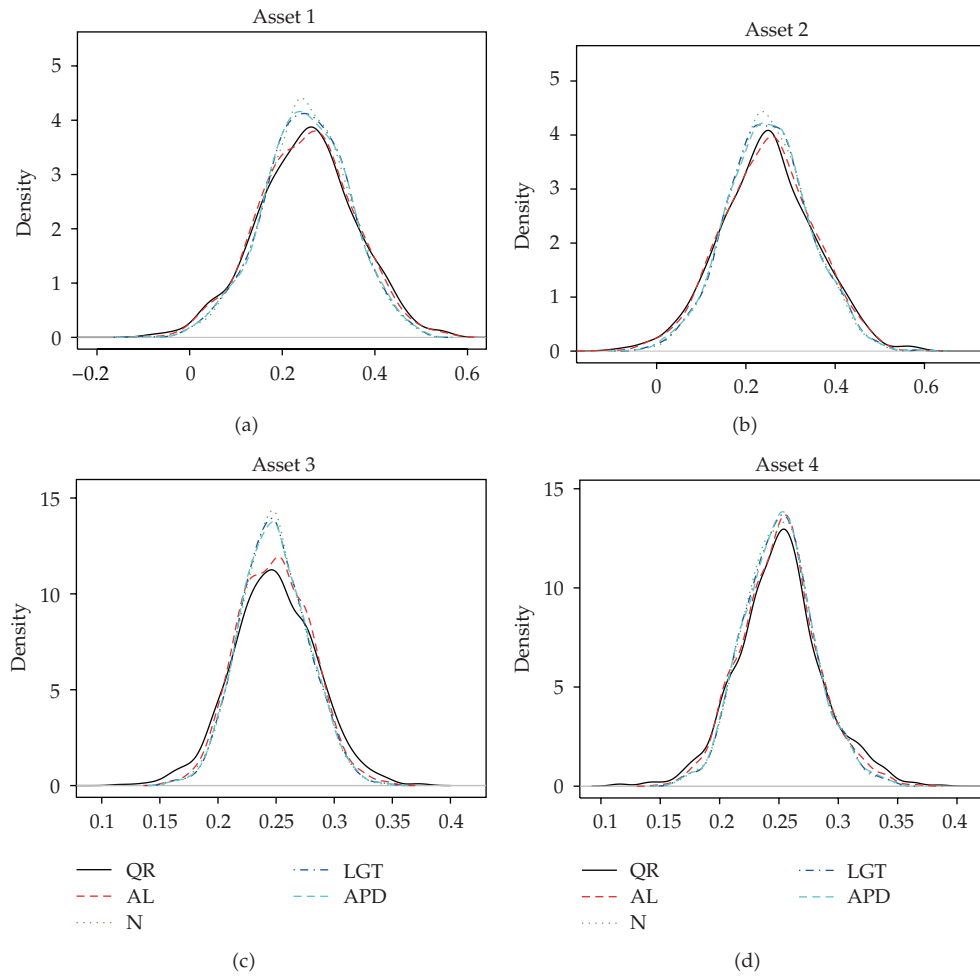 Asset 1
Density
5
4
3
2
1
0
−0.2 0 0.2 0.4 0.6
(a)
Asset 2
Density
5
4
3
2
1
0
0 0.2 0.4 0.6
(b)
Asset 3
Density
15
10
5
0
0.1 0.15 0.2 0.25 0.3 0.35 0.4
QR LGT
AL APD
N
(c)
Asset 4
Density
15
10
5
0
0.1 0.15 0.2 0.25 0.3 0.35 0.4
QR LGT
AL APD
N
(d)